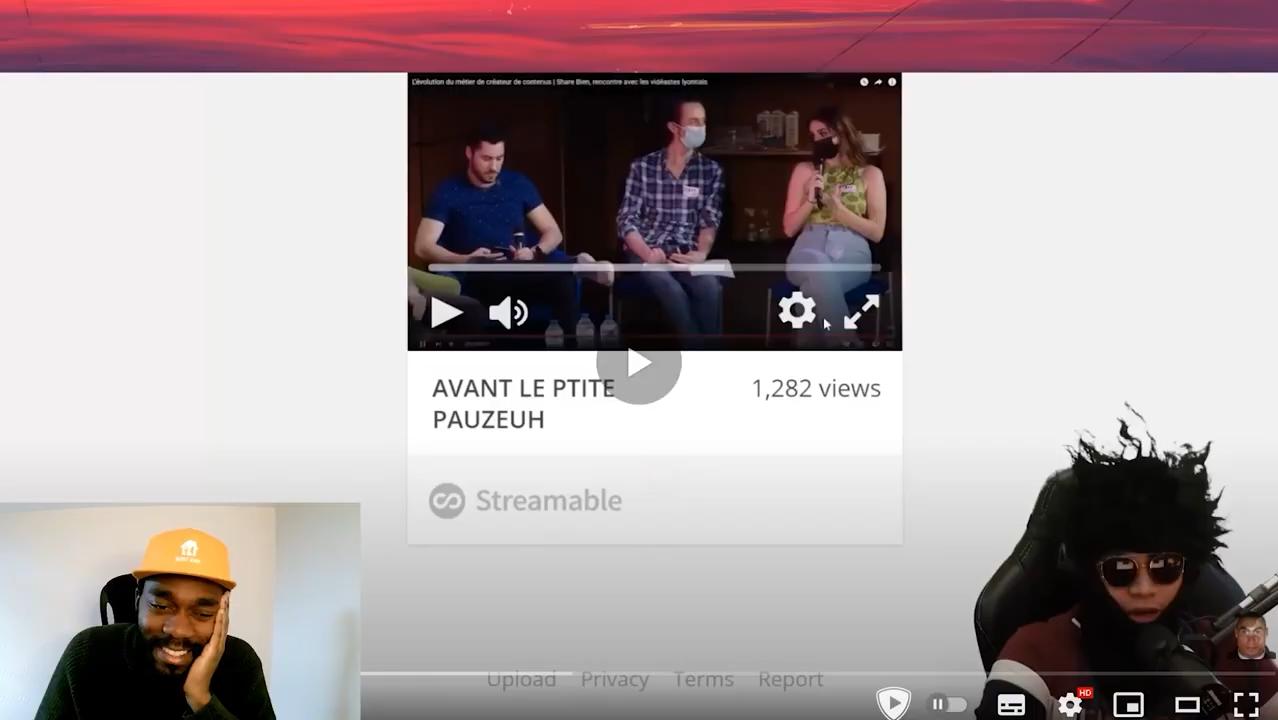 L'évolution du métier de créateur de contenus | Share Bien, rencontre avec les vidéastes lyonnais
AVANT LE PTITE
PAUZEUH
1,282 views
Streamable
Upload Privacy Terms Report
HD